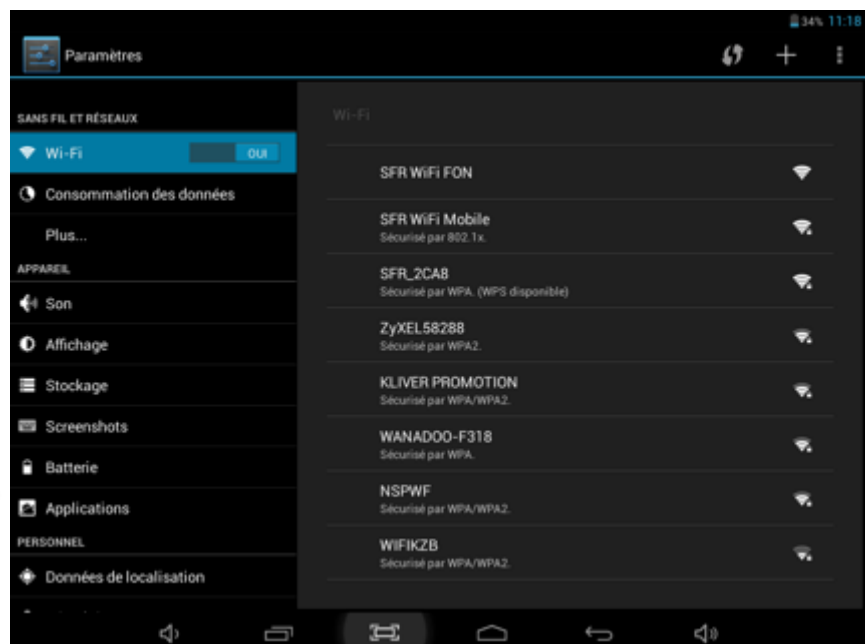 34% 11:18
Paramètres
SANS FIL ET RÉSEAUX
Wi-Fi OUI
Consommation des données
Plus...
APPAREIL
Son
Affichage
Stockage
Screenshots
Batterie
Applications
PERSONNEL
Données de localisation
Wi-Fi
SFR WiFi FON
SFR WiFi Mobile
Sécurisé par 802.1x.
SFR_2CA8
Sécurisé par WPA. (WPS disponible)
ZyXEL58288
Sécurisé par WPA2.
KLIVER PROMOTION
Sécurisé par WPA/WPA2.
WANADOO-F318
Sécurisé par WPA.
NSPWF
Sécurisé par WPA/WPA2.
WIFIKZB
Sécurisé par WPA/WPA2.